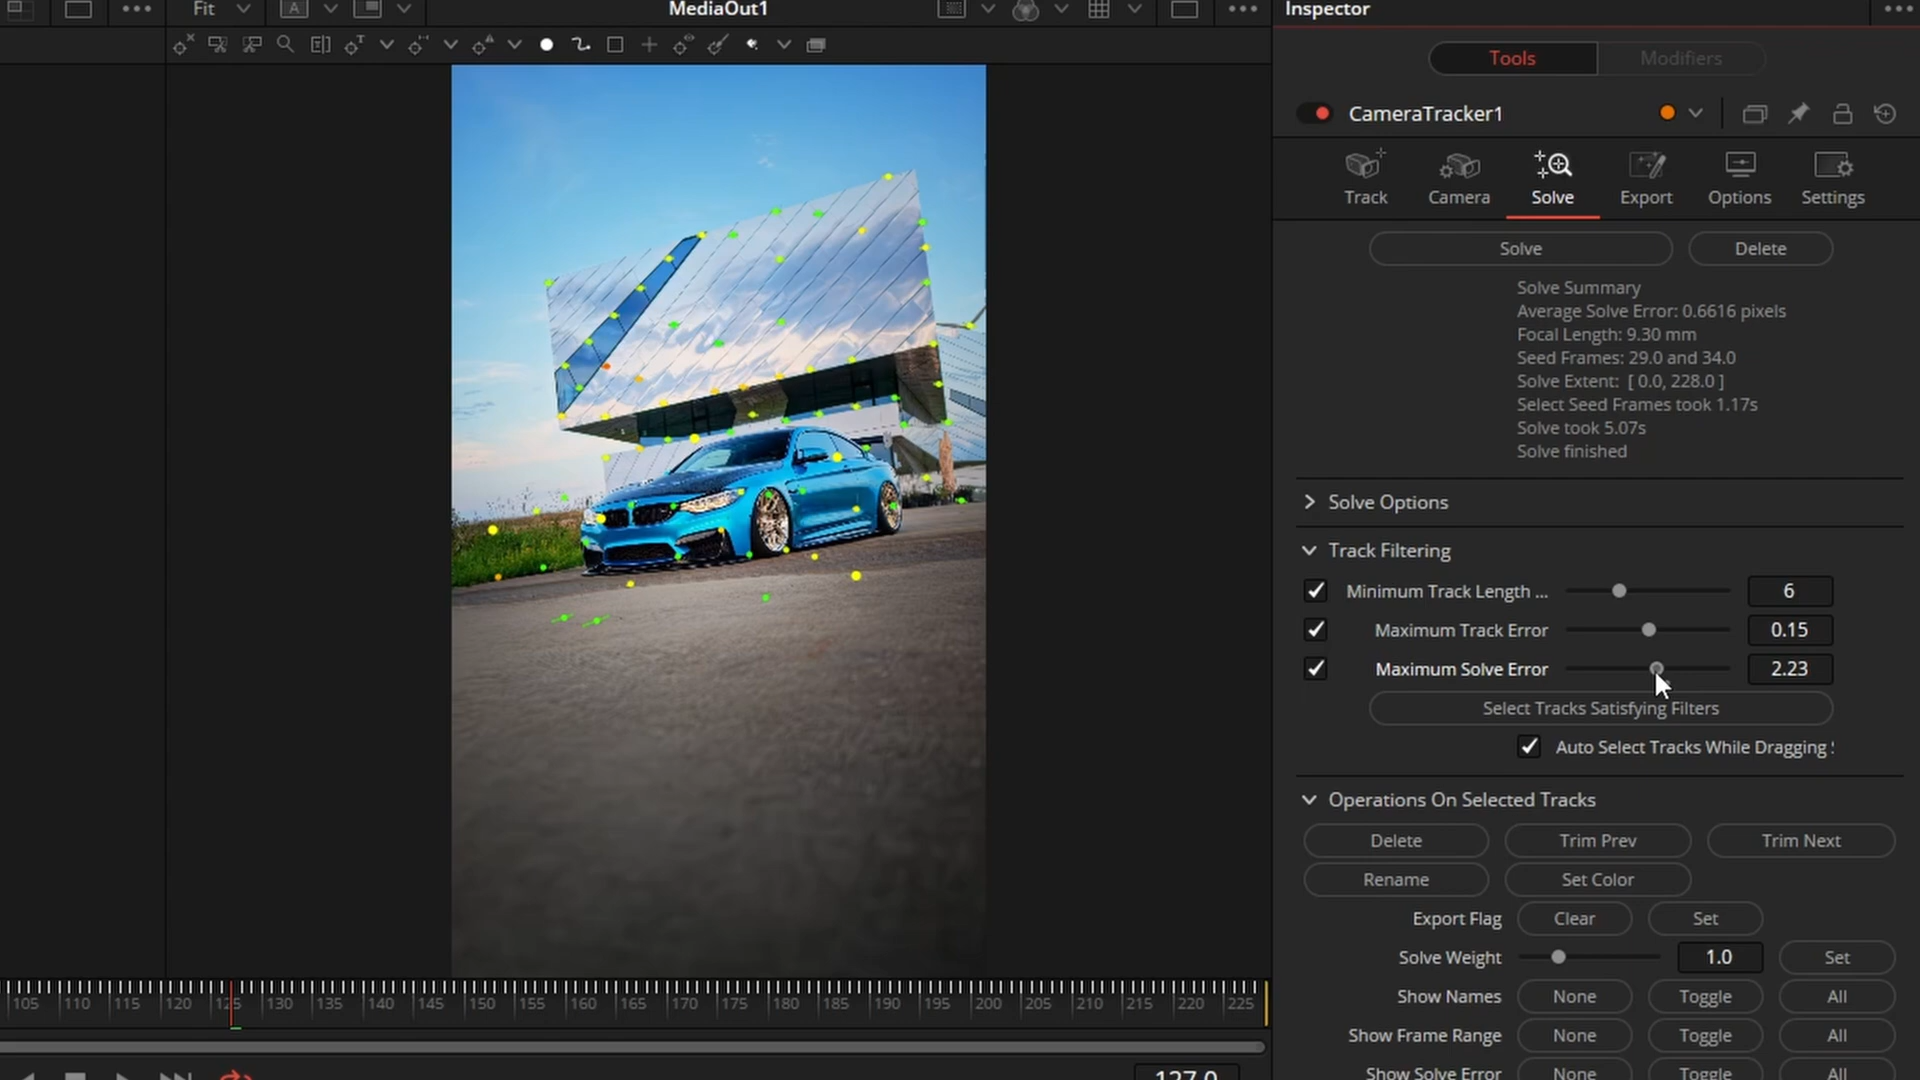 Fit
A
MediaOut1
Inspector
Tools
Modifiers
CameraTracker1
Track
Camera
Solve
Export
Options
Settings
Solve
Delete
Solve Summary
Average Solve Error: 0.6616 pixels
Focal Length: 9.30 mm
Seed Frames: 29.0 and 34.0
Solve Extent: [ 0.0, 228.0 ]
Select Seed Frames took 1.17s
Solve took 5.07s
Solve finished
Solve Options
Track Filtering
Minimum Track Length ...
6
Maximum Track Error
0.15
Maximum Solve Error
2.23
Select Tracks Satisfying Filters
Auto Select Tracks While Dragging
Operations On Selected Tracks
Delete
Trim Prev
Trim Next
Rename
Set Color
Export Flag
Clear
Set
Solve Weight
1.0
Set
Show Names
None
Toggle
All
Show Frame Range
None
Toggle
All
Show Solve Error
None
Toggle
All
105 110 115 120 125 130 135 140 145 150 155 160 165 170 175 180 185 190 195 200 205 210 215 220 225
127.0